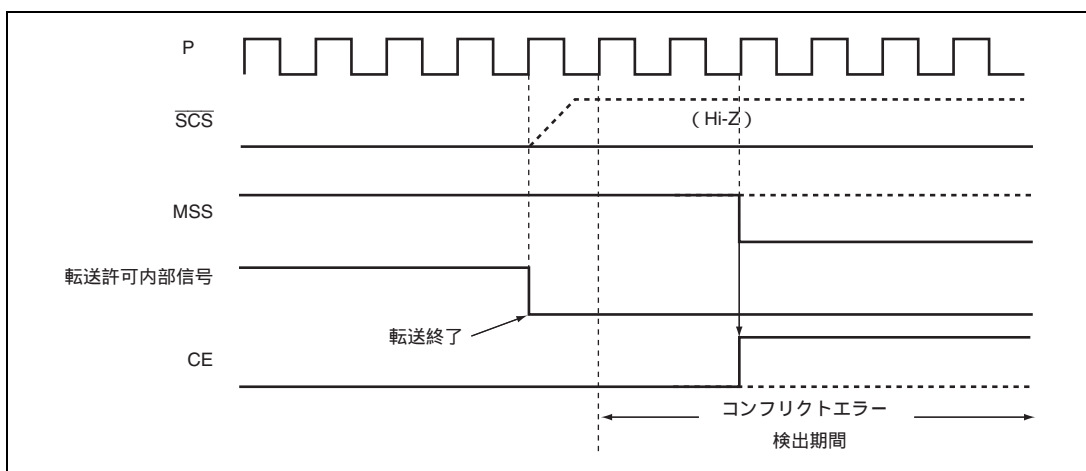 P
SCS
(Hi-Z)
MSS
転送許可内部信号
転送終了
CE
コンフリクトエラー
検出期間